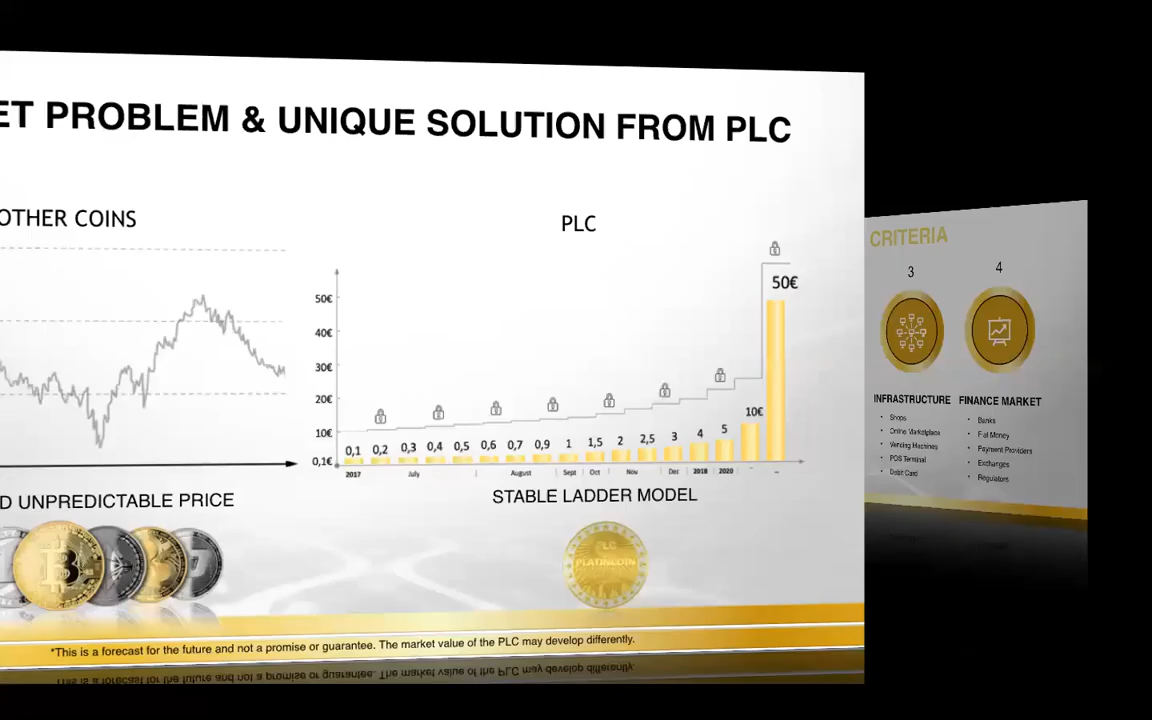 ET PROBLEM & UNIQUE SOLUTION FROM PLC
OTHER COINS
PLC
50€
40€
30€
20€
10€
0,1€
0,1 0,2 0,3 0,4 0,5 0,6 0,7 0,9 1 1,5 2 2,5 3 4 5 10€ 50€
2017 July August Sept Oct Nov Dec 2018 2020
D UNPREDICTABLE PRICE
STABLE LADDER MODEL
PLC
PLATINCOIN
*This is a forecast for the future and not a promise or guarantee. The market value of the PLC may develop differently.
CRITERIA
3
4
INFRASTRUCTURE
FINANCE MARKET
Shops
Online Marketplace
Vending Machines
POS Terminal
Debit Card
Banks
Fiat Money
Payment Providers
Exchanges
Regulators